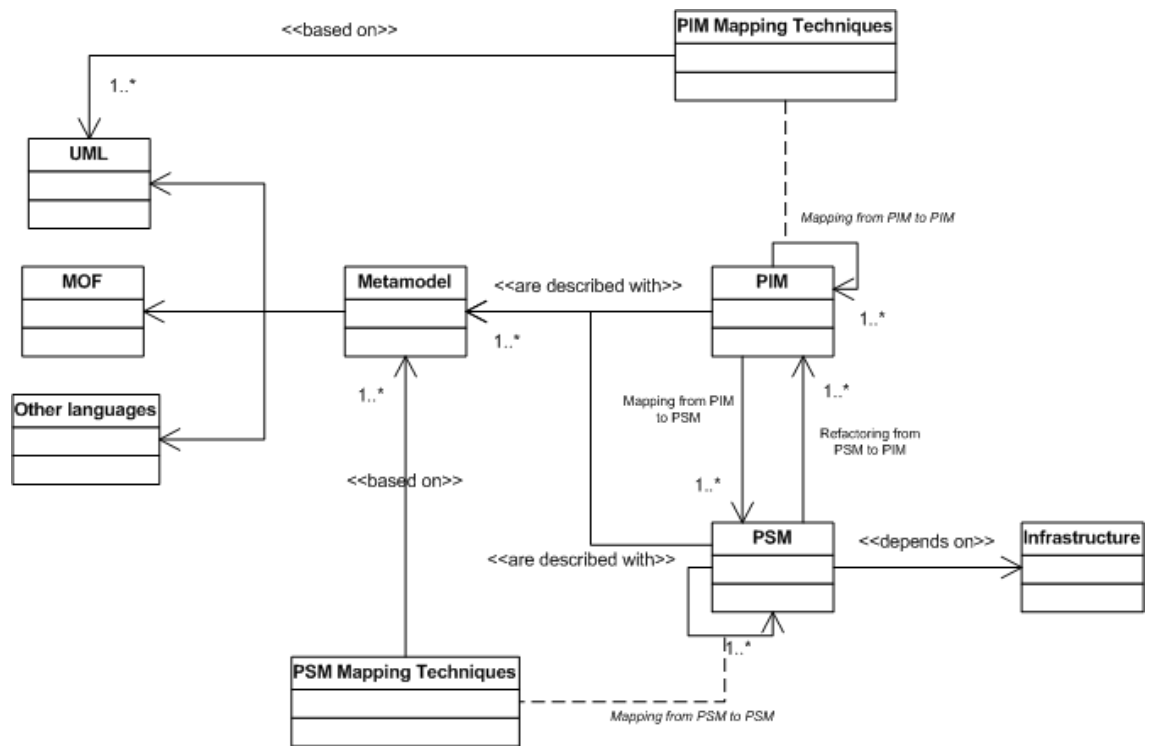 PIM Mapping Techniques
<<based on>>
1..*
UML
Mapping from PIM to PIM
MOF
Metamodel
<<are described with>>
PIM
1..*
1..*
Other languages
1..*
Mapping from PIM
to PSM
1..*
Refactoring from
PSM to PIM
<<based on>>
1..*
PSM
<<depends on>>
Infrastructure
<<are described with>>
1..*
PSM Mapping Techniques
Mapping from PSM to PSM